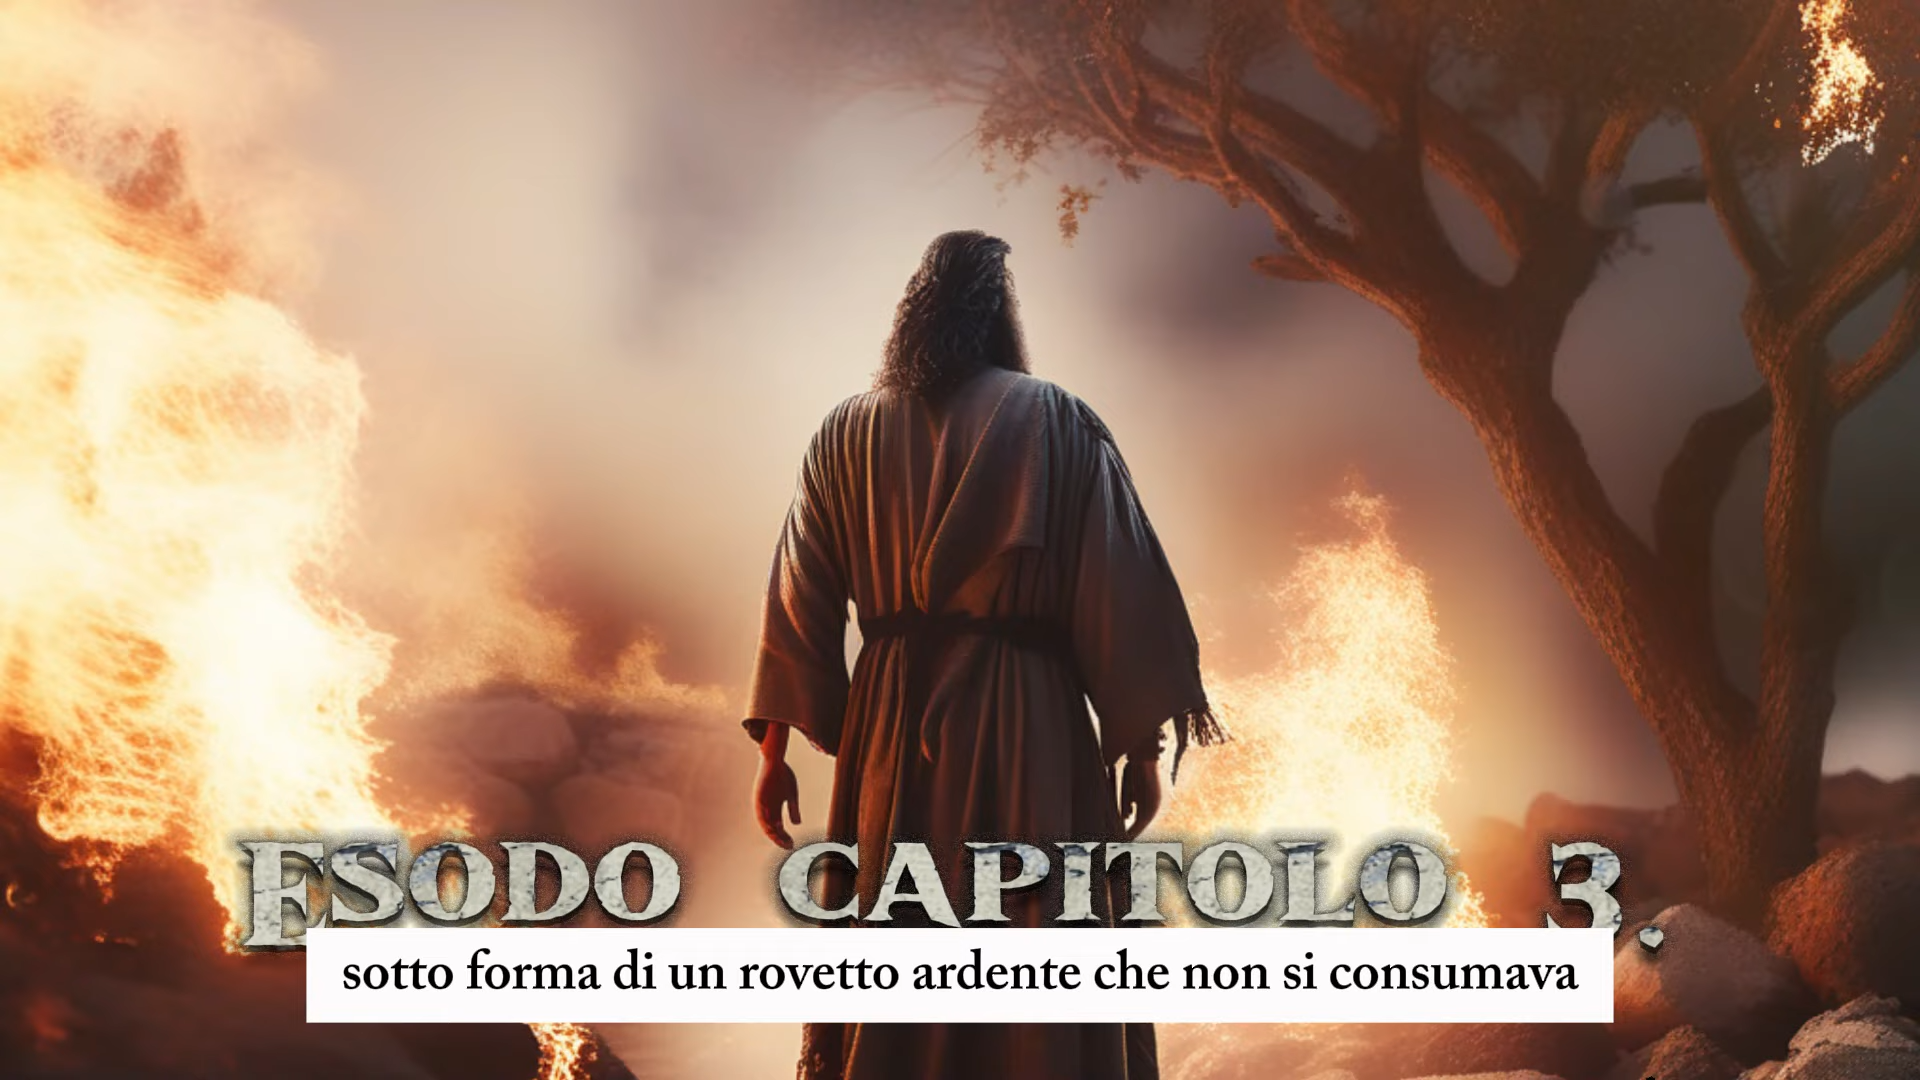 ESODO CAPITOLO 3.
sotto forma di un rovetto ardente che non si consumava